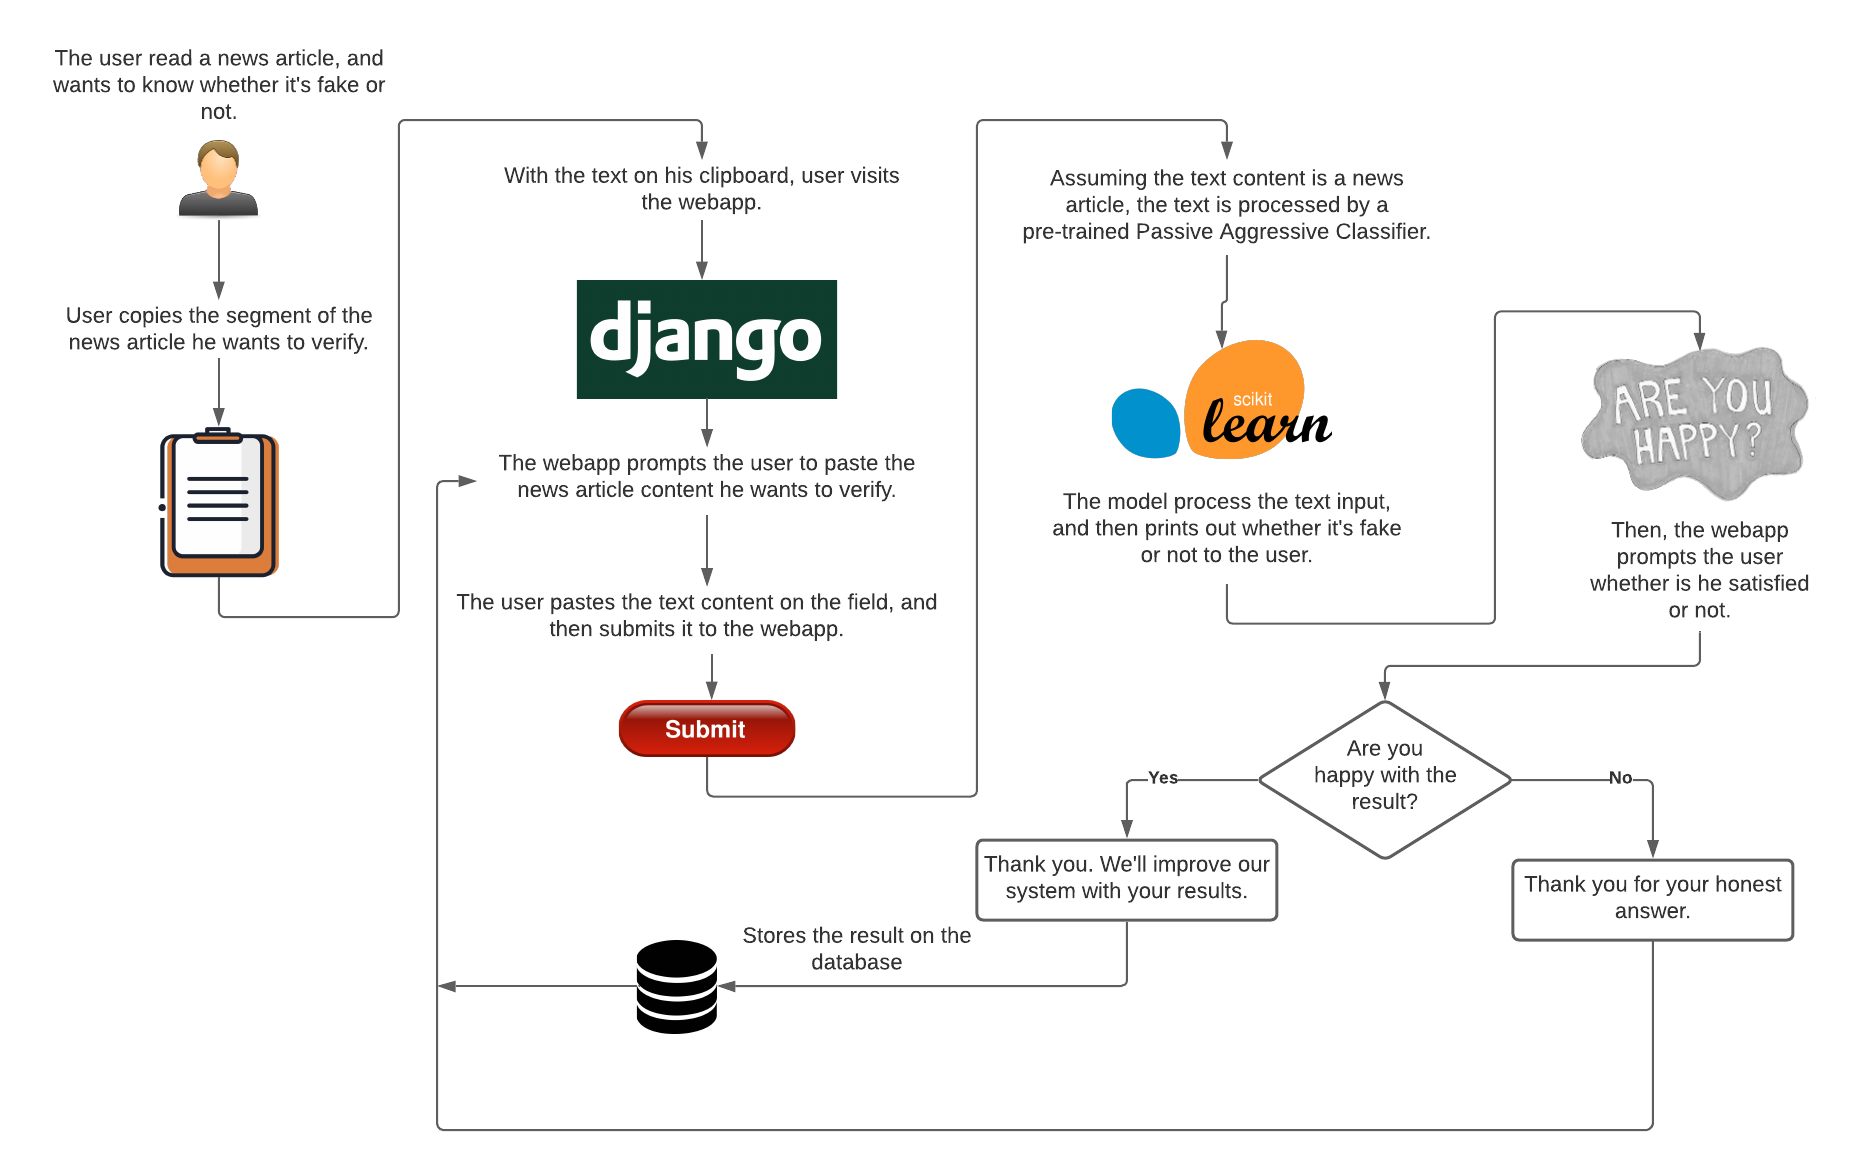 The user read a news article, and
wants to know whether it's fake or
not.
User copies the segment of the
news article he wants to verify.
With the text on his clipboard, user visits
the webapp.
django
The webapp prompts the user to paste the
news article content he wants to verify.
The user pastes the text content on the field, and
then submits it to the webapp.
Submit
Assuming the text content is a news
article, the text is processed by a
pre-trained Passive Aggressive Classifier.
scikit
learn
The model process the text input,
and then prints out whether it's fake
or not to the user.
ARE YOU
HAPPY?
Then, the webapp
prompts the user
whether is he satisfied
or not.
Are you
happy with the
result?
Yes
No
Thank you. We'll improve our
system with your results.
Thank you for your honest
answer.
Stores the result on the
database